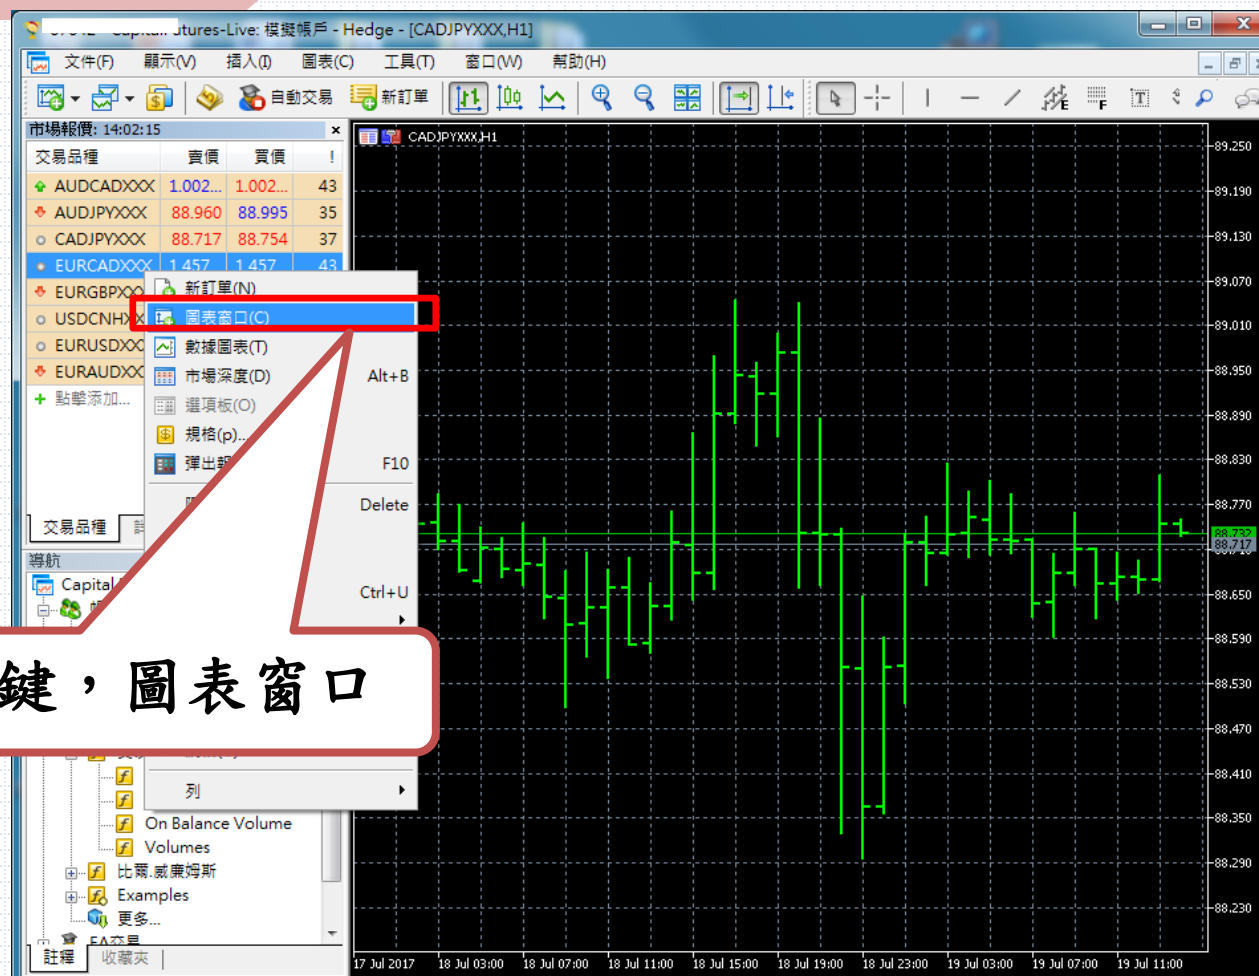 utures-Live: 模擬帳戶 - Hedge - [CADJPYXXX,H1]
文件(F) 顯示(V) 插入(I) 圖表(C) 工具(T) 窗口(W) 幫助(H)
自動交易 新訂單
市場報價: 14:02:15
交易品種 賣價 買價 !
AUDCADXXX 1.002... 1.002... 43
AUDJPYXXX 88.960 88.995 35
CADJPYXXX 88.717 88.754 37
EURCADXXX 1.457... 1.457... 43
EURGBPXXX
USDCNHXX
EURUSDXXX
EURAUDXXX
點擊添加...
新訂單(N)
圖表窗口(C)
數據圖表(T)
市場深度(D) Alt+B
選項板(O)
規格(p)...
彈出 F10
Delete
Ctrl+U
列
交易品種
導航
Capital
鍵，圖表窗口
On Balance Volume
Volumes
比爾.威廉姆斯
Examples
更多...
EA交易
註釋 收藏夾
CADJPYXXX,H1
89.250
89.190
89.130
89.070
89.010
88.950
88.890
88.830
88.770
88.732
88.717
88.650
88.590
88.530
88.470
88.410
88.350
88.290
88.230
17 Jul 2017 18 Jul 03:00 18 Jul 07:00 18 Jul 11:00 18 Jul 15:00 18 Jul 19:00 18 Jul 23:00 19 Jul 03:00 19 Jul 07:00 19 Jul 11:00